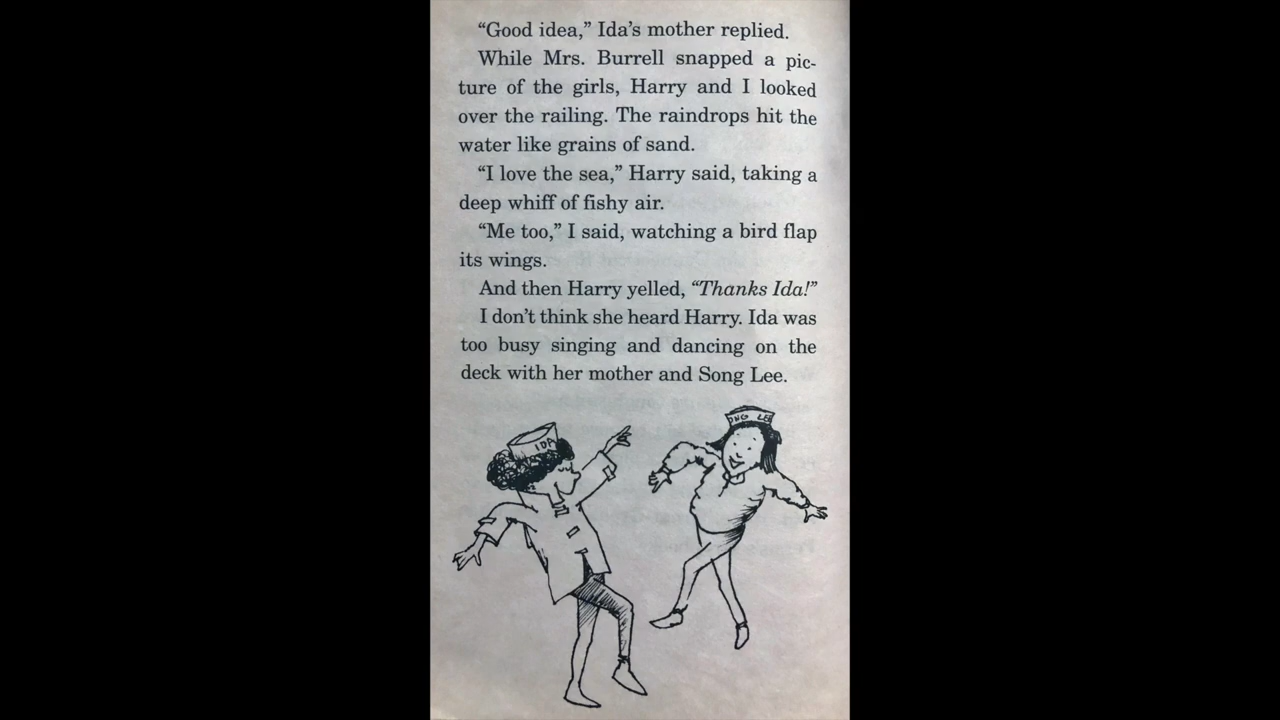 “Good idea,” Ida’s mother replied.
While Mrs. Burrell snapped a pic-
ture of the girls, Harry and I looked
over the railing. The raindrops hit the
water like grains of sand.
“I love the sea,” Harry said, taking a
deep whiff of fishy air.
“Me too,” I said, watching a bird flap
its wings.
And then Harry yelled, “Thanks Ida!”
I don’t think she heard Harry. Ida was
too busy singing and dancing on the
deck with her mother and Song Lee.
IDA
ONG LEE